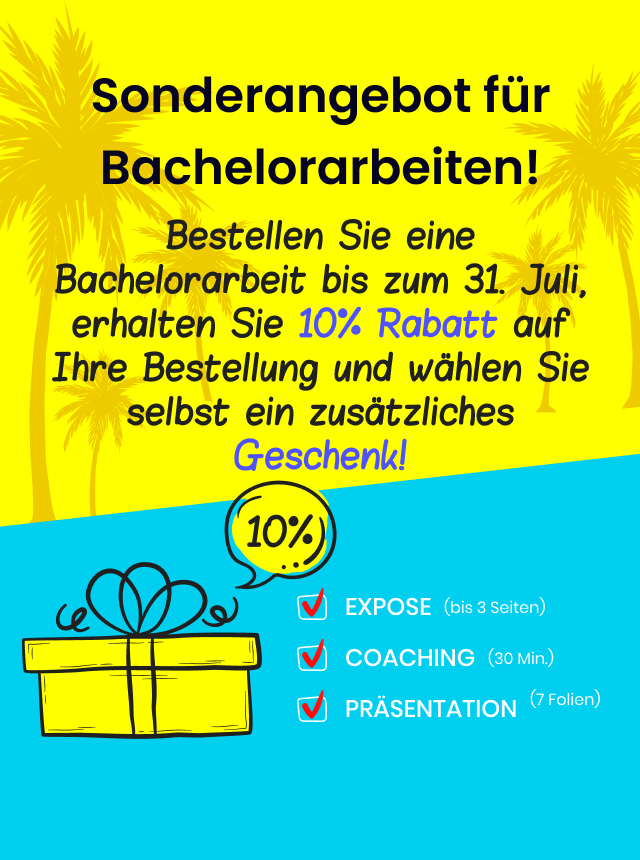 Sonderangebot für
Bachelorarbeiten!
Bestellen Sie eine
Bachelorarbeit bis zum 31. Juli,
erhalten Sie 10% Rabatt auf
Ihre Bestellung und wählen Sie
selbst ein zusätzliches
Geschenk!
10%
EXPOSE (bis 3 Seiten)
COACHING (30 Min.)
PRÄSENTATION (7 Folien)